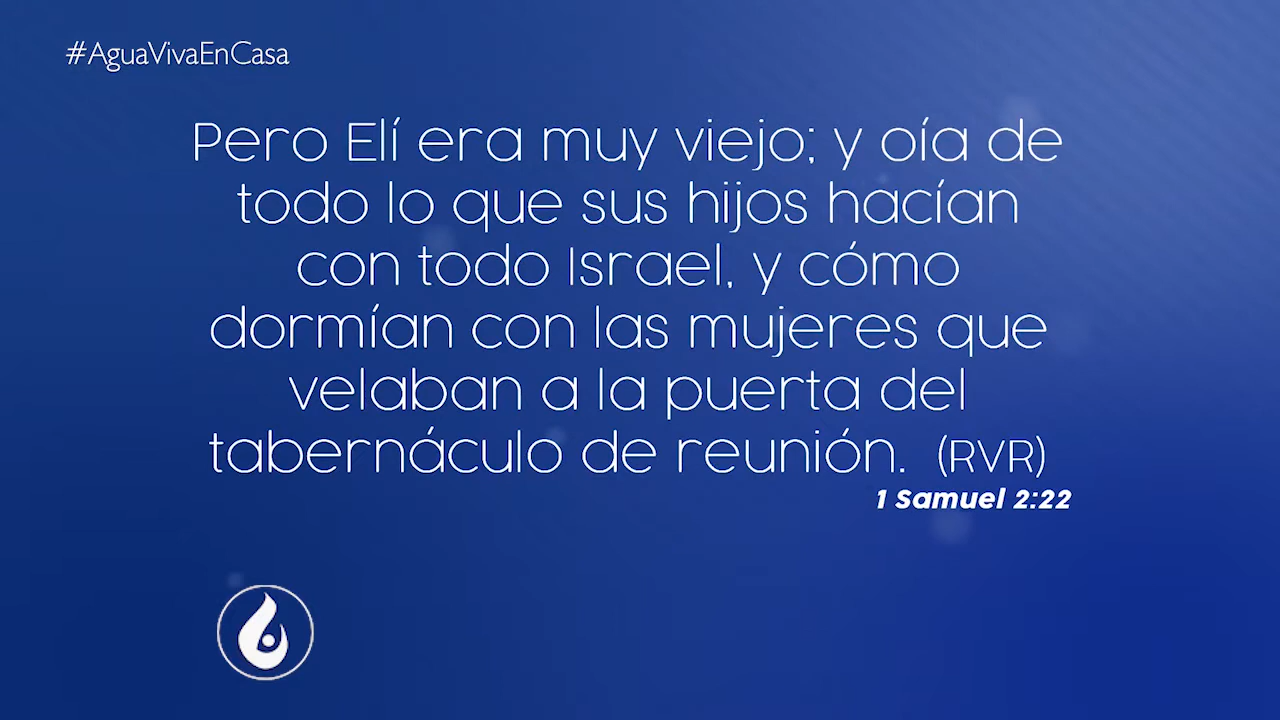 #AguaVivaEnCasa
Pero Elí era muy viejo; y oía de
todo lo que sus hijos hacían
con todo Israel, y cómo
dormían con las mujeres que
velaban a la puerta del
tabernáculo de reunión. (RVR)
1 Samuel 2:22